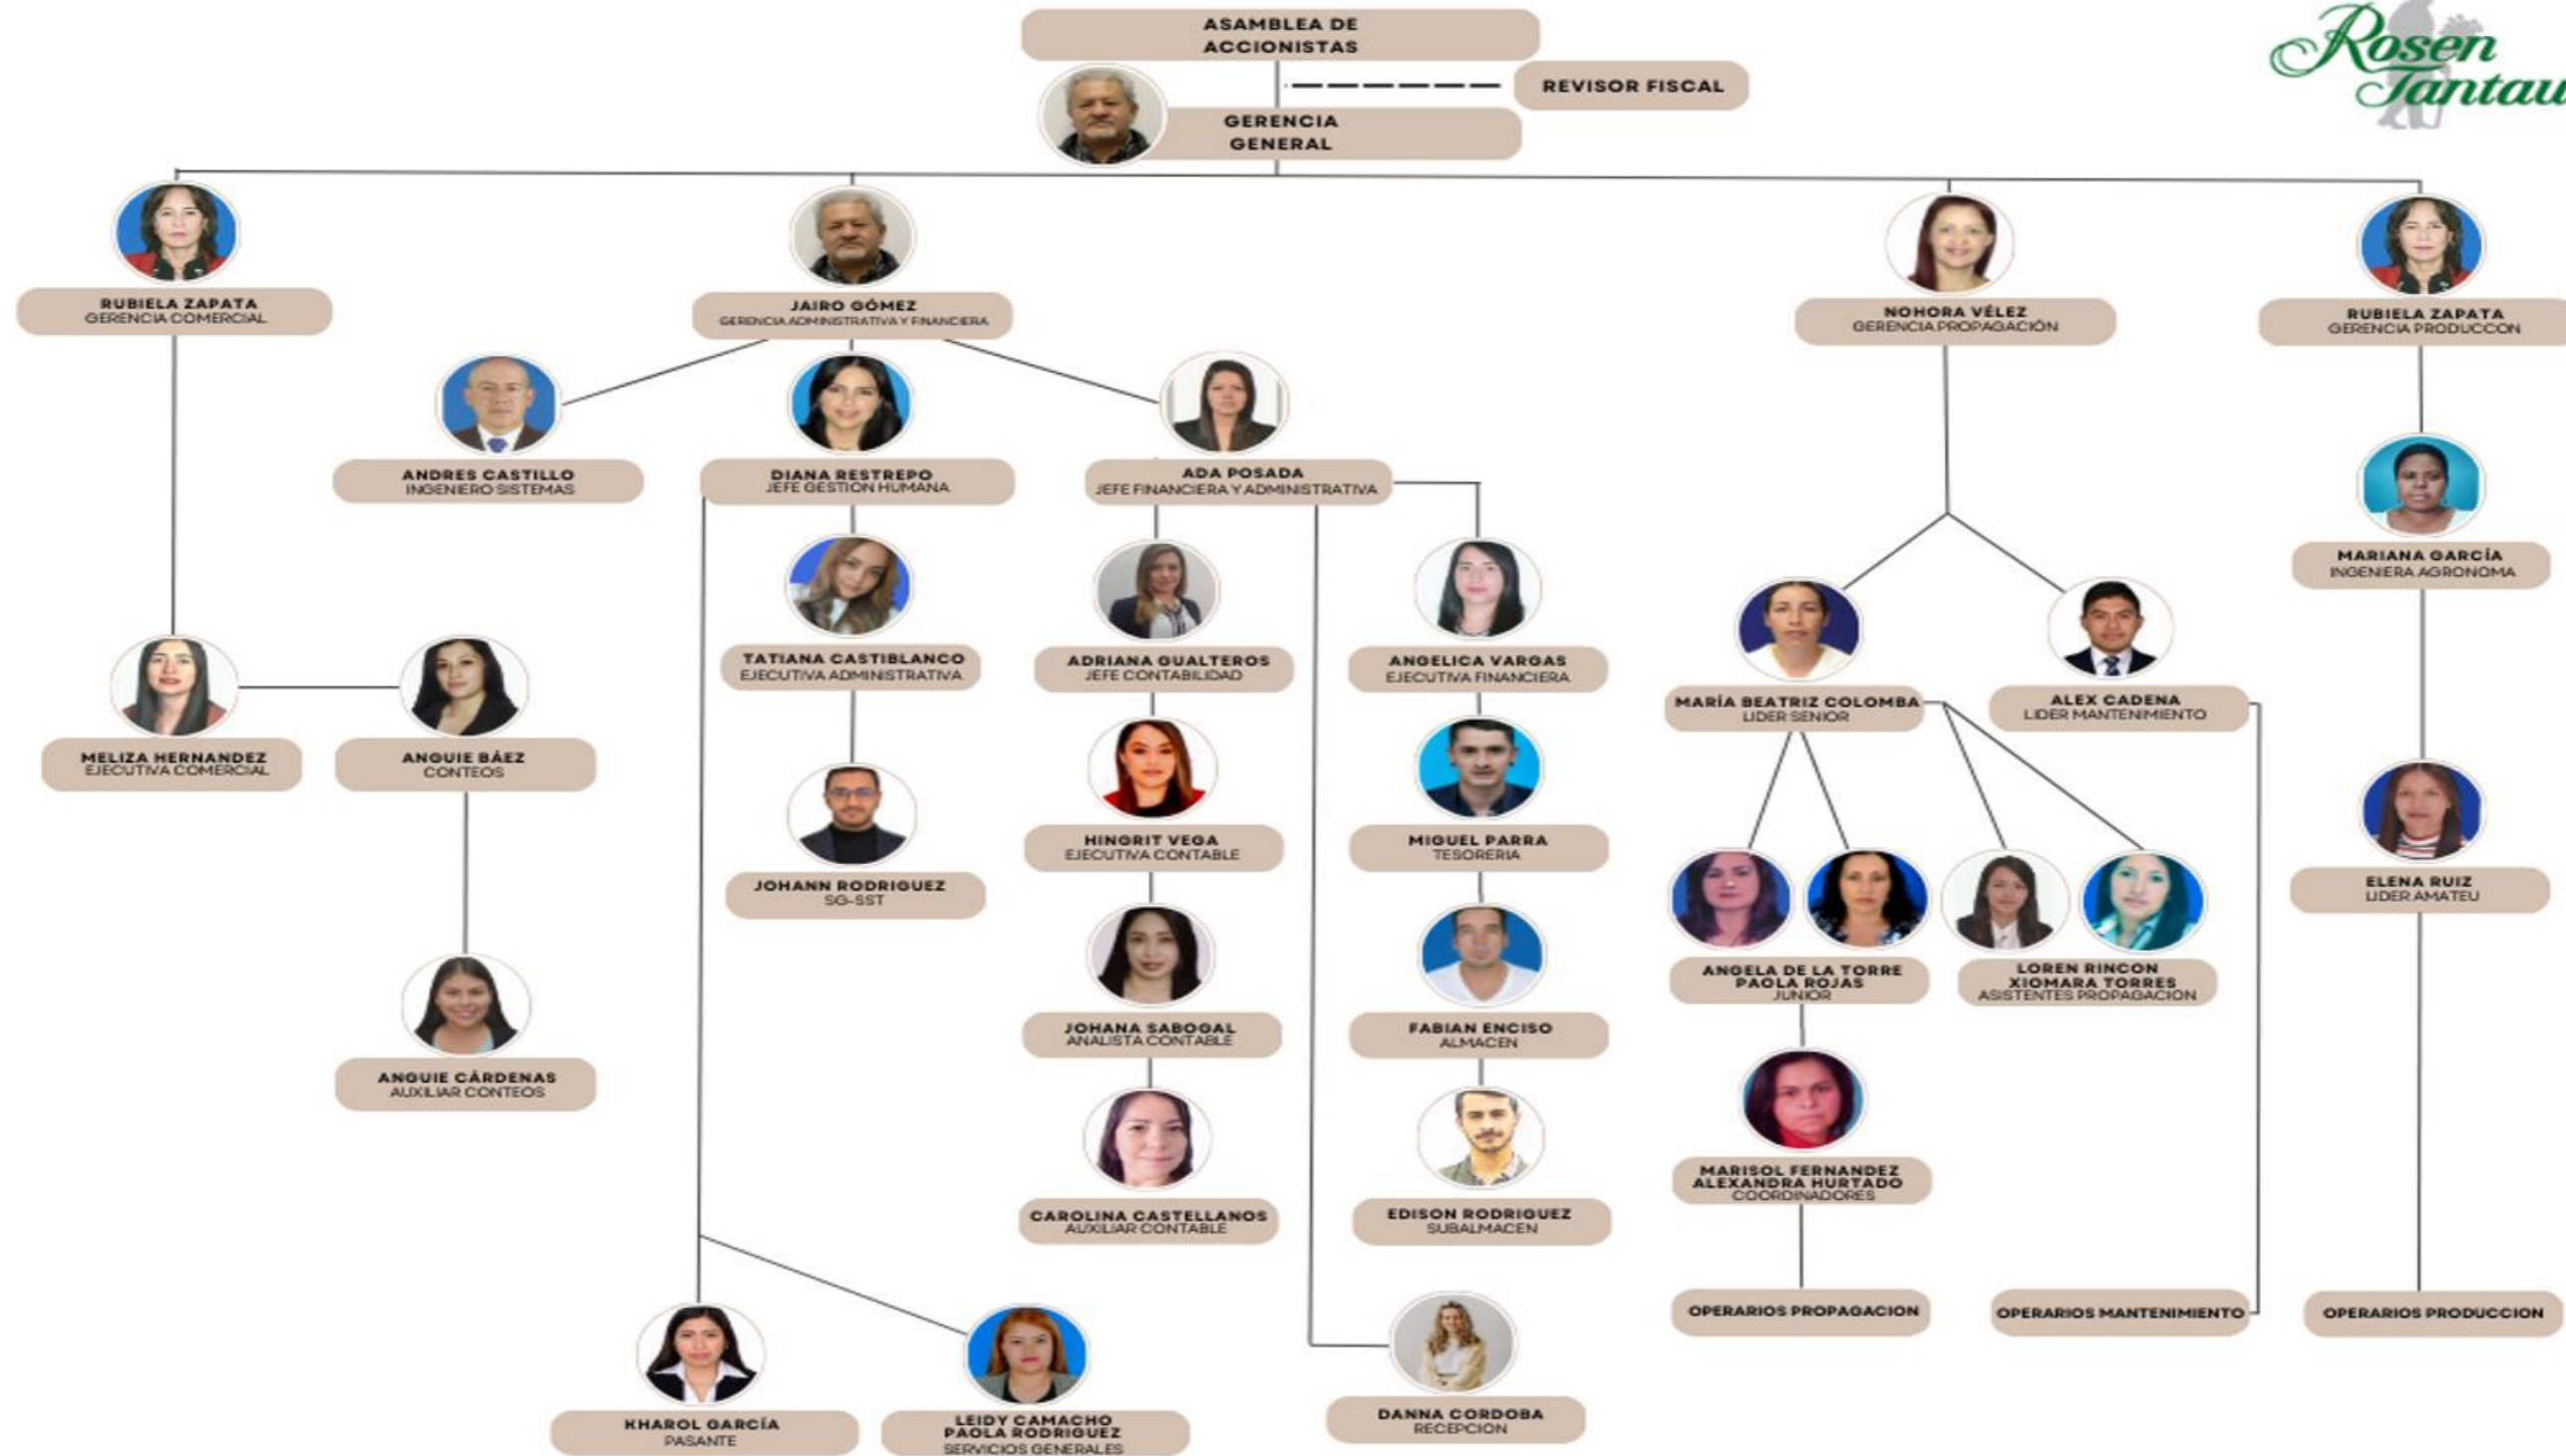 ASAMBLEA DE
ACCIONISTAS
REVISOR FISCAL
GERENCIA
GENERAL
Rosen
Tantau
RUBIELA ZAPATA
GERENCIA COMERCIAL
JAIRO GÓMEZ
GERENCIA ADMINISTRATIVA Y FINANCIERA
NOHORA VÉLEZ
GERENCIA PROPAGACIÓN
RUBIELA ZAPATA
GERENCIA PRODUCCON
ANDRES CASTILLO
INGENIERO SISTEMAS
DIANA RESTREPO
JEFE GESTION HUMANA
ADA POSADA
JEFE FINANCIERA Y ADMINISTRATIVA
MARIANA GARCÍA
INGENIERA AGRONOMA
TATIANA CASTIBLANCO
EJECUTIVA ADMINISTRATIVA
ADRIANA GUALTEROS
JEFE CONTABILIDAD
ANGELICA VARGAS
EJECUTIVA FINANCIERA
MARÍA BEATRIZ COLOMBA
LIDER SENIOR
ALEX CADENA
LIDER MANTENIMIENTO
MELIZA HERNANDEZ
EJECUTIVA COMERCIAL
ANGUIE BÁEZ
CONTEOS
HINGRIT VEGA
EJECUTIVA CONTABLE
MIGUEL PARRA
TESORERIA
JOHANN RODRIGUEZ
SG-SST
ELENA RUIZ
LIDER AMATEU
ANGELA DE LA TORRE
PAOLA ROJAS
JUNIOR
LOREN RINCON
XIOMARA TORRES
ASISTENTES PROPAGACION
JOHANA SABOGAL
ANALISTA CONTABLE
FABIAN ENCISO
ALMACEN
ANGUIE CÁRDENAS
AUXILIAR CONTEOS
MARISOL FERNANDEZ
ALEXANDRA HURTADO
COORDINADORES
CAROLINA CASTELLANOS
AUXILIAR CONTABLE
EDISON RODRIGUEZ
SUBALMACEN
OPERARIOS PROPAGACION
OPERARIOS MANTENIMIENTO
OPERARIOS PRODUCCION
KHAROL GARCÍA
PASANTE
LEIDY CAMACHO
PAOLA RODRIGUEZ
SERVICIOS GENERALES
DANNA CORDOBA
RECEPCION